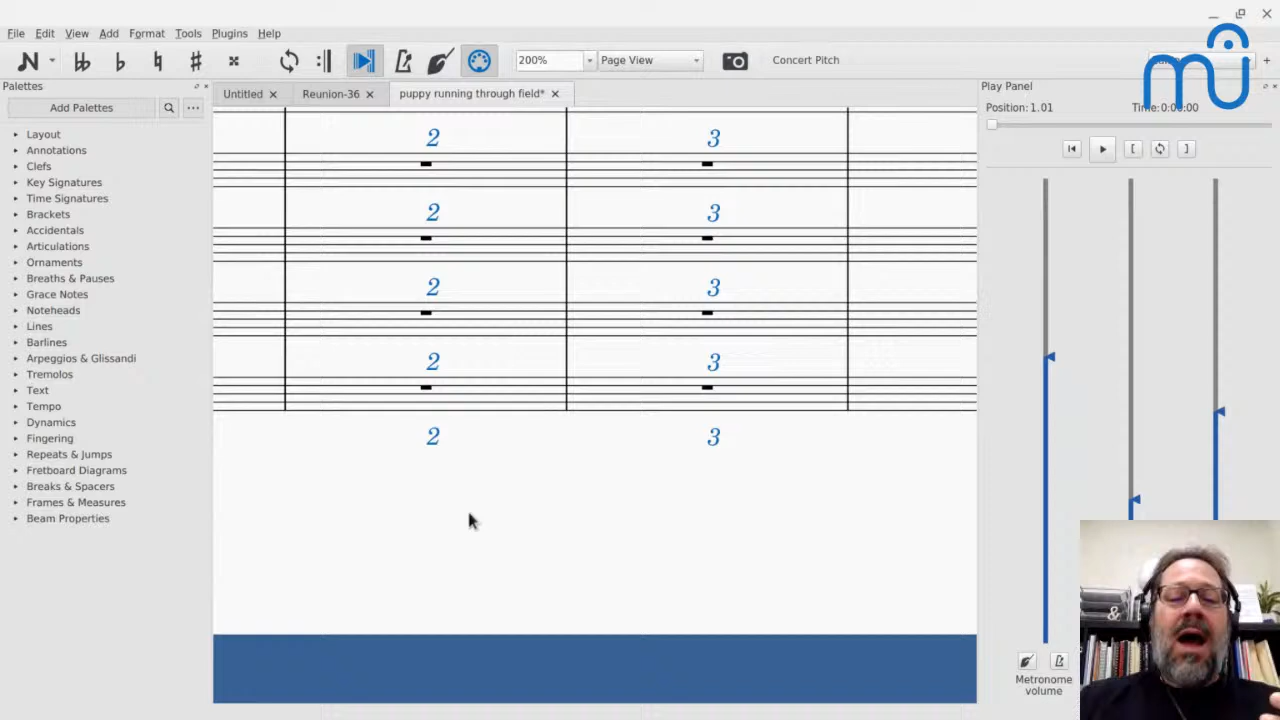 File Edit View Add Format Tools Plugins Help
200% Page View Concert Pitch
Palettes
Add Palettes
Untitled
Reunion-36
puppy running through field*
Play Panel
Position: 1.01
Time: 0:00:00
Layout
Annotations
Clefs
Key Signatures
Time Signatures
Brackets
Accidentals
Articulations
Ornaments
Breaths & Pauses
Grace Notes
Noteheads
Lines
Barlines
Arpeggios & Glissandi
Tremolos
Text
Tempo
Dynamics
Fingering
Repeats & Jumps
Fretboard Diagrams
Breaks & Spacers
Frames & Measures
Beam Properties
2 3
2 3
2 3
2 3
2 3
Metronome
volume
&